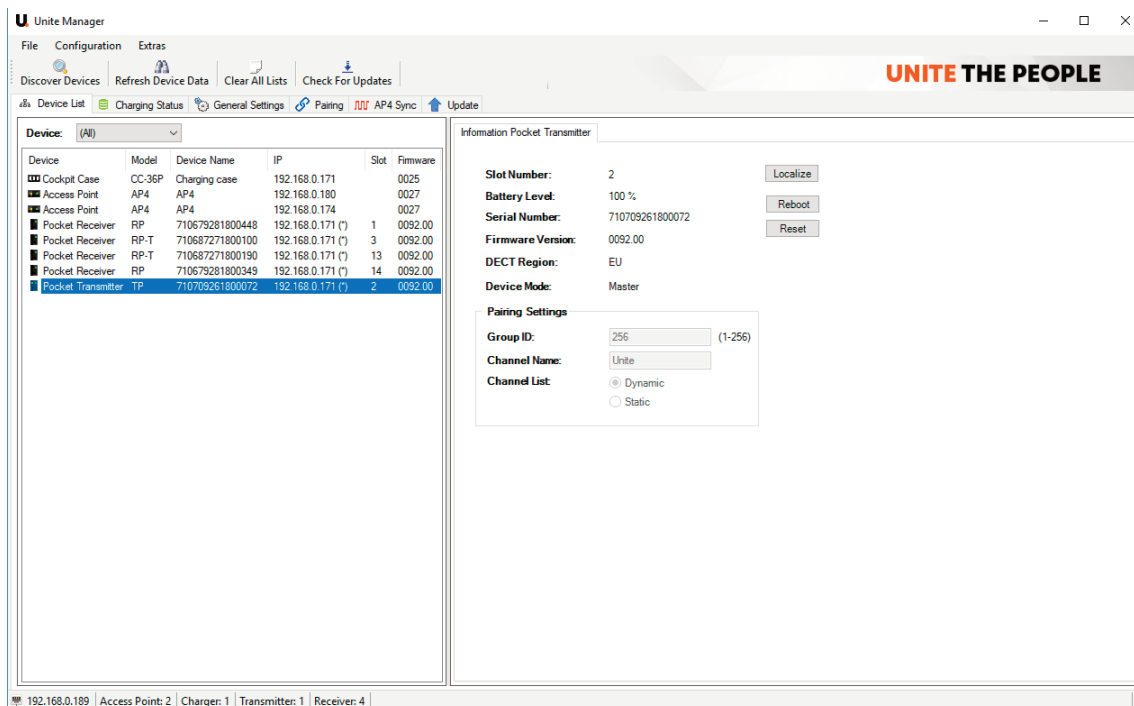 U. Unite Manager
File Configuration Extras
Discover Devices Refresh Device Data Clear All Lists Check For Updates
UNITE THE PEOPLE
Device List Charging Status General Settings Pairing AP4 Sync Update
Device: (All)
Device Model Device Name IP Slot Firmware
Cockpit Case CC-36P Charging case 192.168.0.171 0025
Access Point AP4 AP4 192.168.0.180 0027
Access Point AP4 AP4 192.168.0.174 0027
Pocket Receiver RP 710679281800448 192.168.0.171 (*) 1 0092.00
Pocket Receiver RP-T 710687271800100 192.168.0.171 (*) 3 0092.00
Pocket Receiver RP-T 710687271800190 192.168.0.171 (*) 13 0092.00
Pocket Receiver RP 710679281800349 192.168.0.171 (*) 14 0092.00
Pocket Transmitter TP 710709261800072 192.168.0.171 (*) 2 0092.00
Information Pocket Transmitter
Slot Number: 2 Localize
Battery Level: 100 % Reboot
Serial Number: 710709261800072 Reset
Firmware Version: 0092.00
DECT Region: EU
Device Mode: Master
Pairing Settings
Group ID: 256 (1-256)
Channel Name: Unite
Channel List: Dynamic
Static
192.168.0.189 Access Point: 2 Charger: 1 Transmitter: 1 Receiver: 4